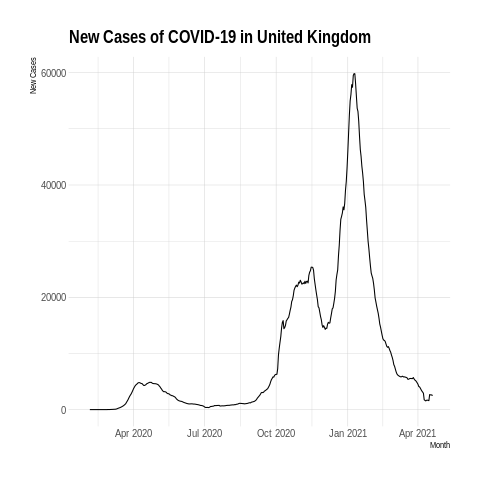 New Cases of COVID-19 in United Kingdom
New Cases
60000
40000
20000
0
Apr 2020
Jul 2020
Oct 2020
Jan 2021
Apr 2021
Month